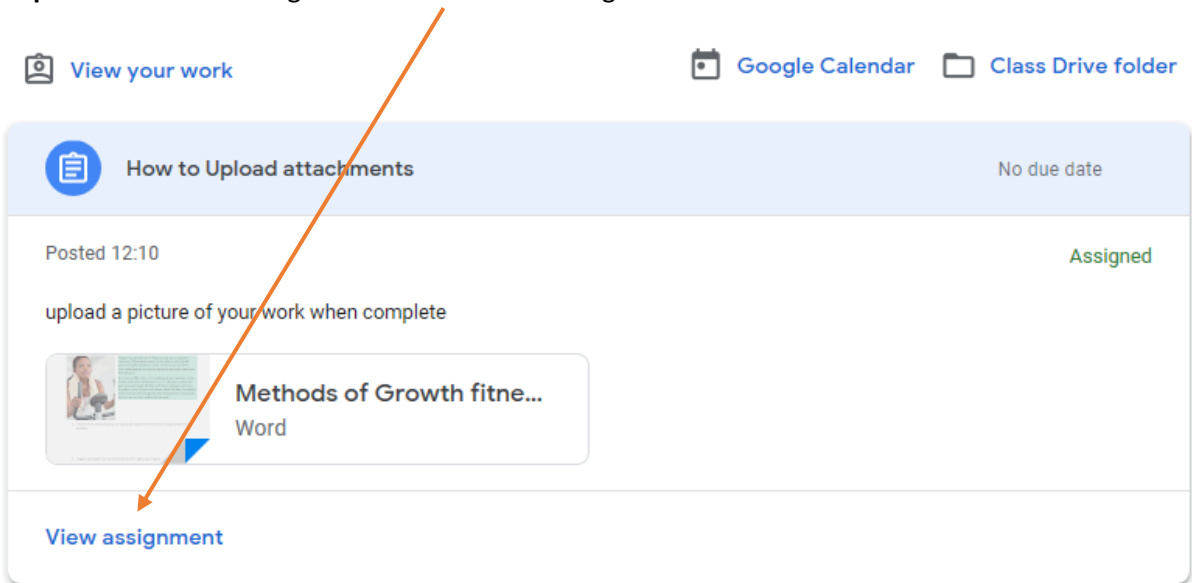 View your work
Google Calendar
Class Drive folder
How to Upload attachments
No due date
Posted 12:10
Assigned
upload a picture of your work when complete
Methods of Growth fitne...
Word
View assignment